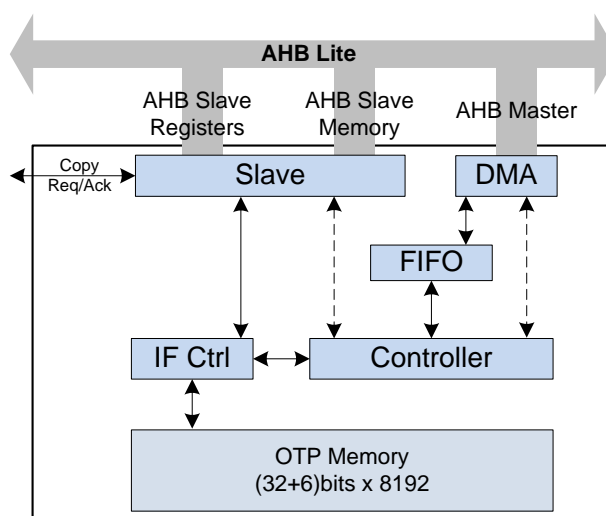 AHB Lite
AHB Slave
Registers
AHB Slave
Memory
AHB Master
Copy
Req/Ack
Slave
DMA
FIFO
IF Ctrl
Controller
OTP Memory
(32+6)bits x 8192